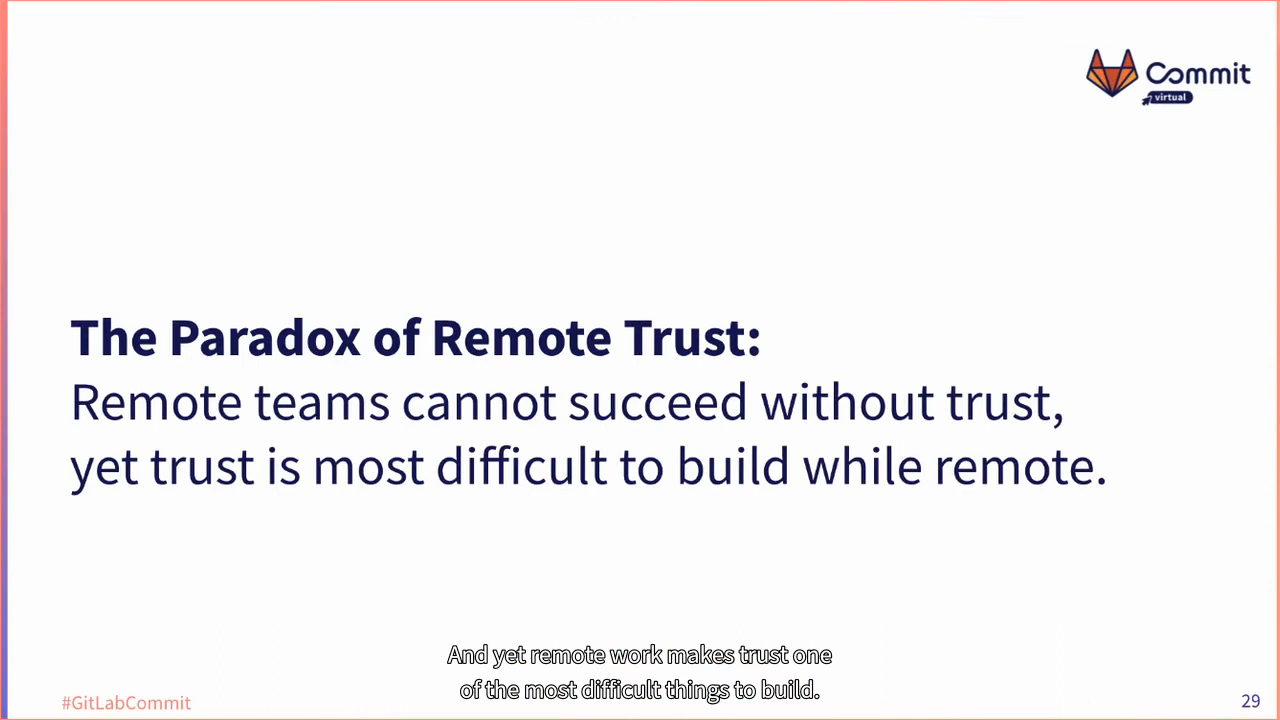 Commit
virtual
The Paradox of Remote Trust:
Remote teams cannot succeed without trust,
yet trust is most difficult to build while remote.
And yet remote work makes trust one
of the most difficult things to build.
#GitLabCommit
29